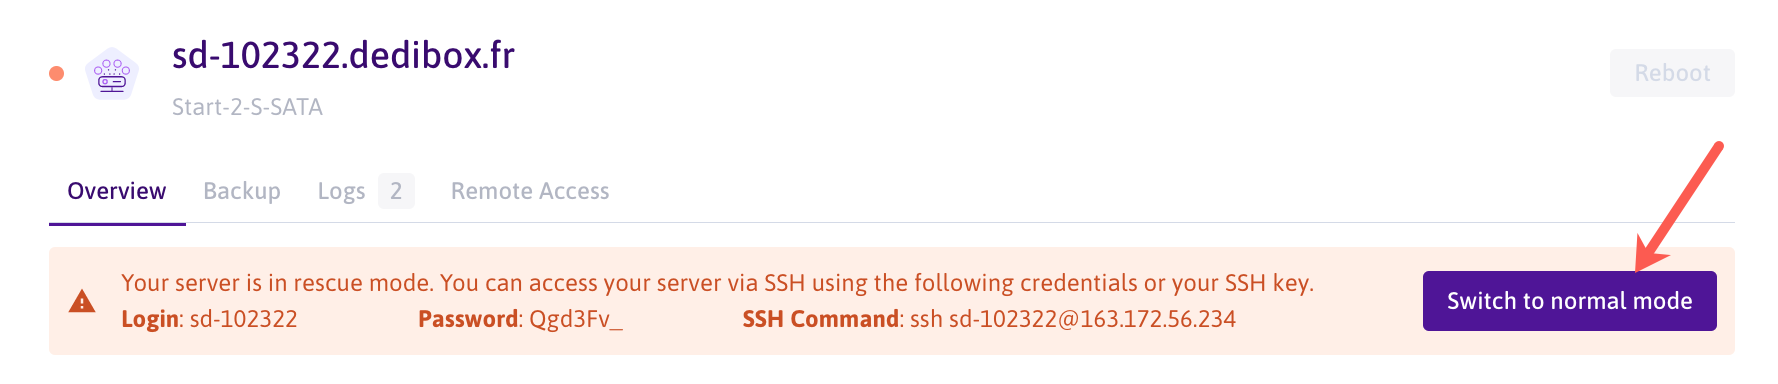 sd-102322.dedibox.fr
Reboot
Start-2-S-SATA
Overview Backup Logs 2 Remote Access
Your server is in rescue mode. You can access your server via SSH using the following credentials or your SSH key.
Login: sd-102322 Password: Qgd3Fv_ SSH Command: ssh sd-102322@163.172.56.234
Switch to normal mode